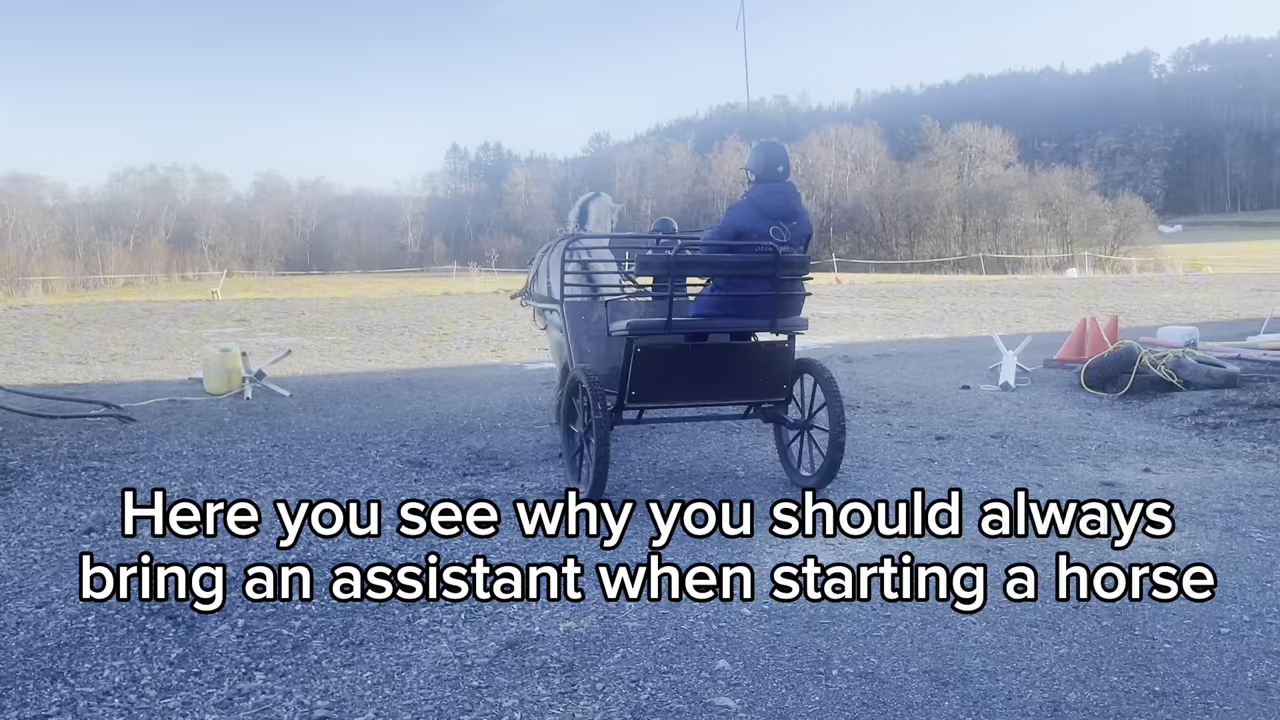 Here you see why you should always
bring an assistant when starting a horse